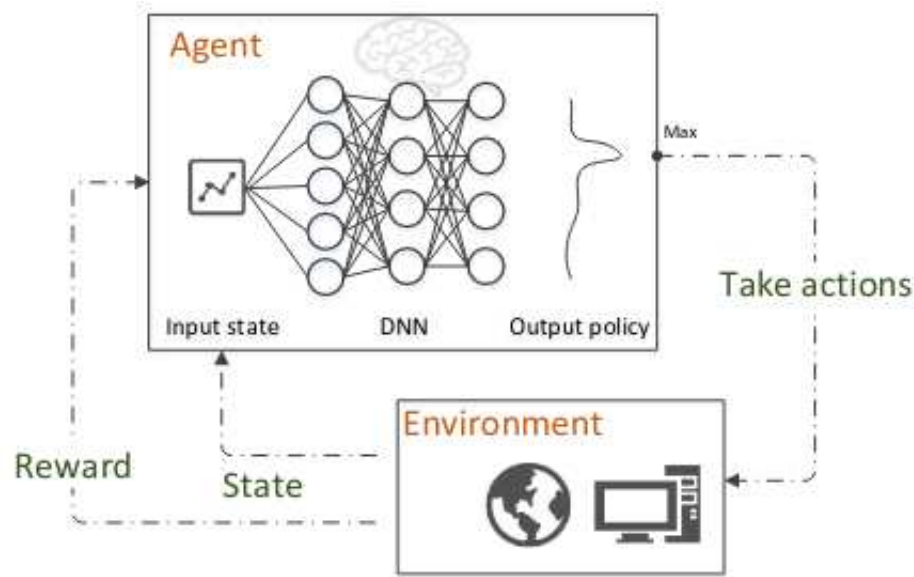 Agent
Max
Take actions
Input state
DNN
Output policy
Environment
Reward
State